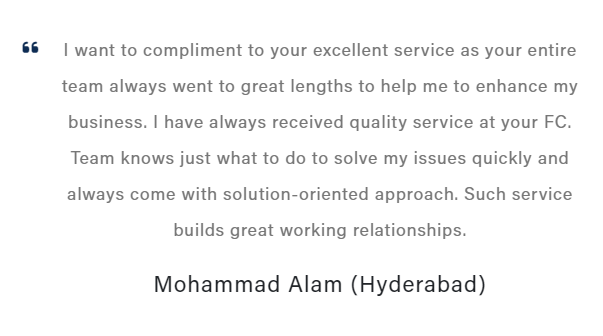 ❝ I want to compliment to your excellent service as your entire
team always went to great lengths to help me to enhance my
business. I have always received quality service at your FC.
Team knows just what to do to solve my issues quickly and
always come with solution-oriented approach. Such service
builds great working relationships.
Mohammad Alam (Hyderabad)